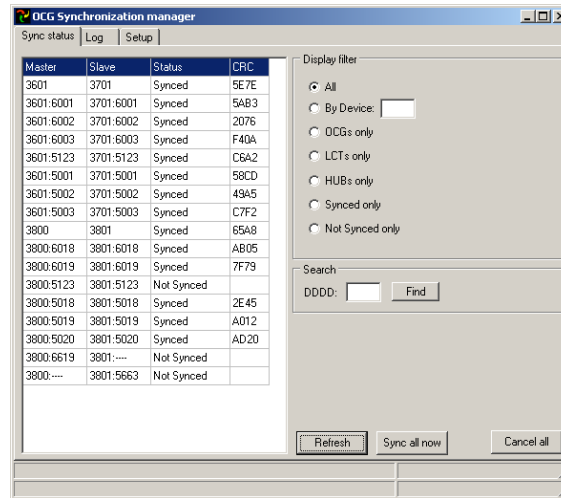 OCG Synchronization manager
Sync status Log Setup
Master Slave Status CRC
3601 3701 Synced 5E7E
3601:6001 3701:6001 Synced 5AB3
3601:6002 3701:6002 Synced 2076
3601:6003 3701:6003 Synced F40A
3601:5123 3701:5123 Synced C6A2
3601:5001 3701:5001 Synced 58CD
3601:5002 3701:5002 Synced 49A5
3601:5003 3701:5003 Synced C7F2
3800 3801 Synced 65A8
3800:6018 3801:6018 Synced AB05
3800:6019 3801:6019 Synced 7F79
3800:5123 3801:5123 Not Synced
3800:5018 3801:5018 Synced 2E45
3800:5019 3801:5019 Synced A012
3800:5020 3801:5020 Synced AD20
3800:6619 3801:---- Not Synced
3800:---- 3801:5663 Not Synced
Display filter
All
By Device:
OCGs only
LCTs only
HUBs only
Synced only
Not Synced only
Search
DDDD: Find
Refresh Sync all now Cancel all